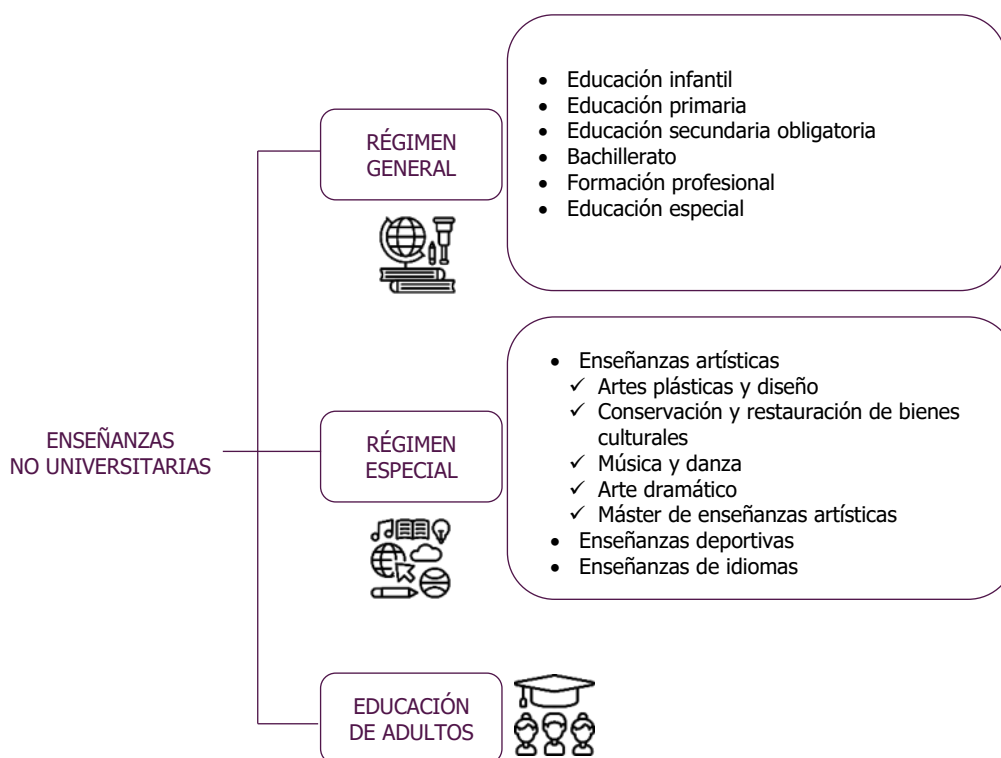 ENSEÑANZAS
NO UNIVERSITARIAS
RÉGIMEN
GENERAL
• Educación infantil
• Educación primaria
• Educación secundaria obligatoria
• Bachillerato
• Formación profesional
• Educación especial
RÉGIMEN
ESPECIAL
• Enseñanzas artísticas
✓ Artes plásticas y diseño
✓ Conservación y restauración de bienes
culturales
✓ Música y danza
✓ Arte dramático
✓ Máster de enseñanzas artísticas
• Enseñanzas deportivas
• Enseñanzas de idiomas
EDUCACIÓN
DE ADULTOS